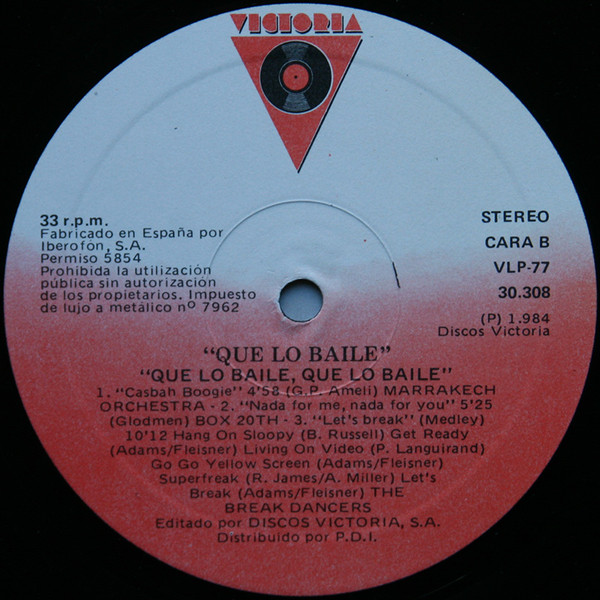 VICTORIA
33 r.p.m.
Fabricado en España por
Iberofón, S.A.
Permiso 5854
Prohibida la utilización
pública sin autorización
de los propietarios. Impuesto
de lujo a metálico nº 7962
STEREO
CARA B
VLP-77
30.308
(P) 1.984
Discos Victoria
"QUE LO BAILE"
"QUE LO BAILE, QUE LO BAILE"
1. "Casbah Boogie" 4'58 (G.P. Ameli) MARRAKECH
ORCHESTRA - 2. "Nada for me, nada for you" 5'25
(Glodmen) BOX 20TH - 3. "Let's break" (Medley)
10'12 Hang On Sloopy (B. Russell) Get Ready
(Adams/Fleisner) Living On Video (P. Languirand)
Go Go Yellow Screen (Adams/Fleisner)
Superfreak (R. James/A. Miller) Let's
Break (Adams/Fleisner) THE
BREAK DANCERS
Editado por DISCOS VICTORIA, S.A.
Distribuido por P.D.I.